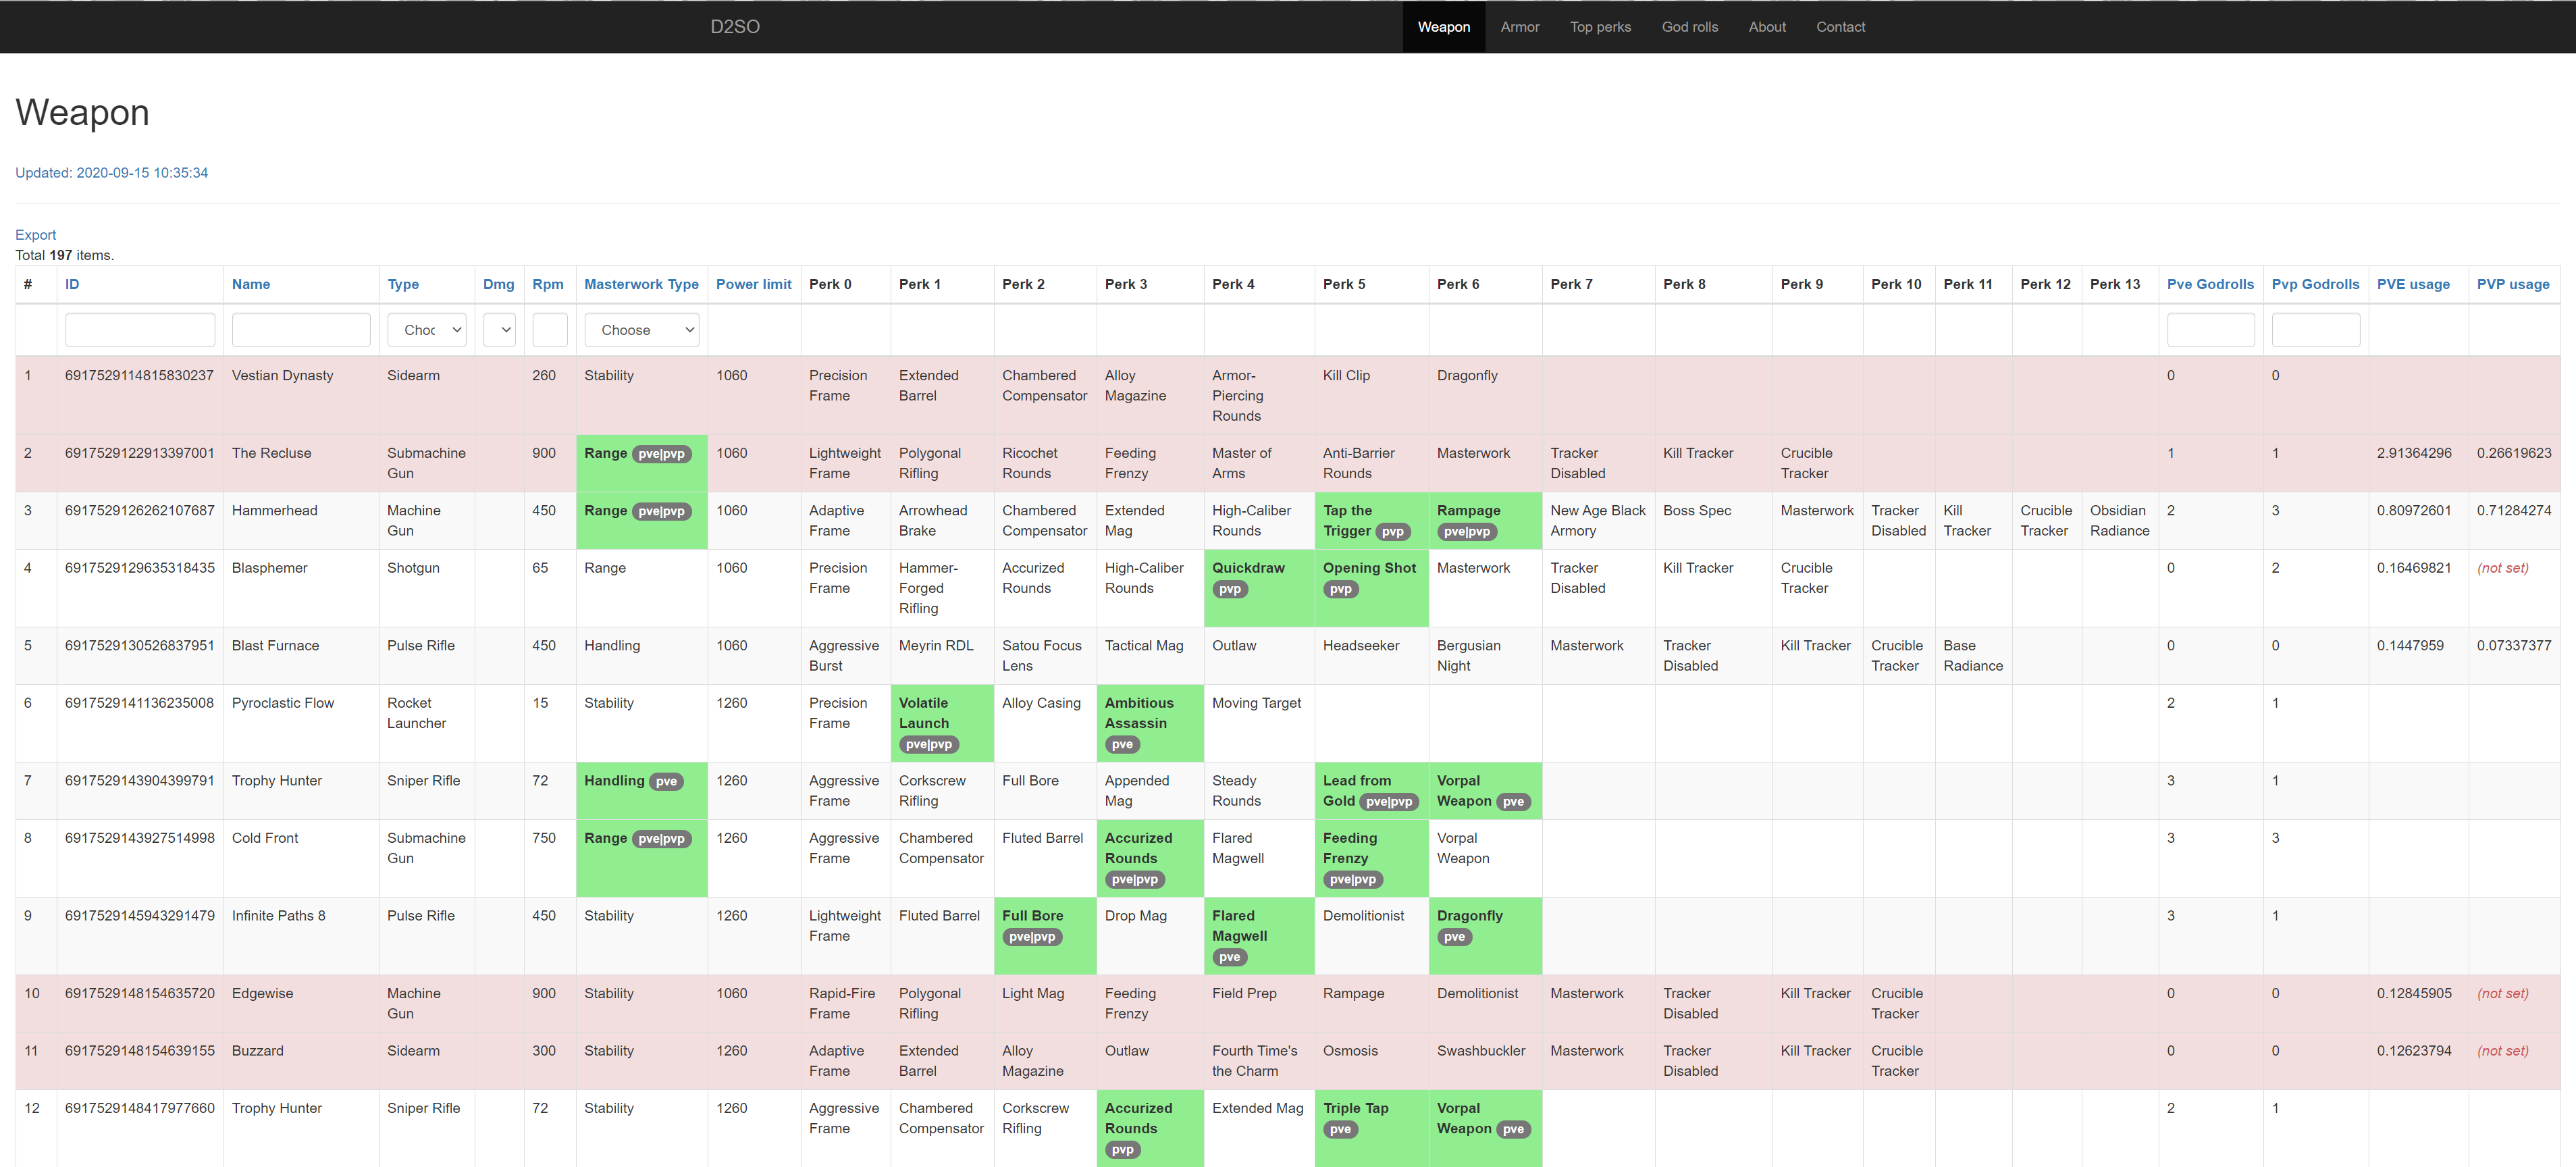 D2SO Weapon Armor Top perks God rolls About Contact
Weapon
Updated: 2020-09-15 10:35:34
Export
Total 197 items.
# ID Name Type Dmg Rpm Masterwork Type Power limit Perk 0 Perk 1 Perk 2 Perk 3 Perk 4 Perk 5 Perk 6 Perk 7 Perk 8 Perk 9 Perk 10 Perk 11 Perk 12 Perk 13 Pve Godrolls Pvp Godrolls PVE usage PVP usage
Choc Choose
1 6917529114815830237 Vestian Dynasty Sidearm 260 Stability 1060 Precision Frame Extended Barrel Chambered Compensator Alloy Magazine Armor-Piercing Rounds Kill Clip Dragonfly 0 0
2 6917529122913397001 The Recluse Submachine Gun 900 Range pve|pvp 1060 Lightweight Frame Polygonal Rifling Ricochet Rounds Feeding Frenzy Master of Arms Anti-Barrier Rounds Masterwork Tracker Disabled Kill Tracker Crucible Tracker 1 1 2.91364296 0.26619623
3 6917529126262107687 Hammerhead Machine Gun 450 Range pve|pvp 1060 Adaptive Frame Arrowhead Brake Chambered Compensator Extended Mag High-Caliber Rounds Tap the Trigger pvp Rampage pve|pvp New Age Black Armory Boss Spec Masterwork Tracker Disabled Kill Tracker Crucible Tracker Obsidian Radiance 2 3 0.80972601 0.71284274
4 6917529129635318435 Blasphemer Shotgun 65 Range 1060 Precision Frame Hammer-Forged Rifling Accurized Rounds High-Caliber Rounds Quickdraw pvp Opening Shot pvp Masterwork Tracker Disabled Kill Tracker Crucible Tracker 0 2 0.16469821 (not set)
5 6917529130526837951 Blast Furnace Pulse Rifle 450 Handling 1060 Aggressive Burst Meyrin RDL Satou Focus Lens Tactical Mag Outlaw Headseeker Bergusian Night Masterwork Tracker Disabled Kill Tracker Crucible Tracker Base Radiance 0 0 0.1447959 0.07337377
6 6917529141136235008 Pyroclastic Flow Rocket Launcher 15 Stability 1260 Precision Frame Volatile Launch pve|pvp Alloy Casing Ambitious Assassin pve Moving Target 2 1
7 6917529143904399791 Trophy Hunter Sniper Rifle 72 Handling pve 1260 Aggressive Frame Corkscrew Rifling Full Bore Appended Mag Steady Rounds Lead from Gold pve|pvp Vorpal Weapon pve 3 1
8 6917529143927514998 Cold Front Submachine Gun 750 Range pve|pvp 1260 Aggressive Frame Chambered Compensator Fluted Barrel Accurized Rounds pve|pvp Flared Magwell Feeding Frenzy pve|pvp Vorpal Weapon 3 3
9 6917529145943291479 Infinite Paths 8 Pulse Rifle 450 Stability 1260 Lightweight Frame Fluted Barrel Full Bore pve|pvp Drop Mag Flared Magwell pve Demolitionist Dragonfly pve 3 1
10 6917529148154635720 Edgewise Machine Gun 900 Stability 1060 Rapid-Fire Frame Polygonal Rifling Light Mag Feeding Frenzy Field Prep Rampage Demolitionist Masterwork Tracker Disabled Kill Tracker Crucible Tracker 0 0 0.12845905 (not set)
11 6917529148154639155 Buzzard Sidearm 300 Stability 1260 Adaptive Frame Extended Barrel Alloy Magazine Outlaw Fourth Time's the Charm Osmosis Swashbuckler Masterwork Tracker Disabled Kill Tracker Crucible Tracker 0 0 0.12623794 (not set)
12 6917529148417977660 Trophy Hunter Sniper Rifle 72 Stability 1260 Aggressive Frame Chambered Compensator Corkscrew Rifling Accurized Rounds pvp Extended Mag Triple Tap pve Vorpal Weapon pve 2 1